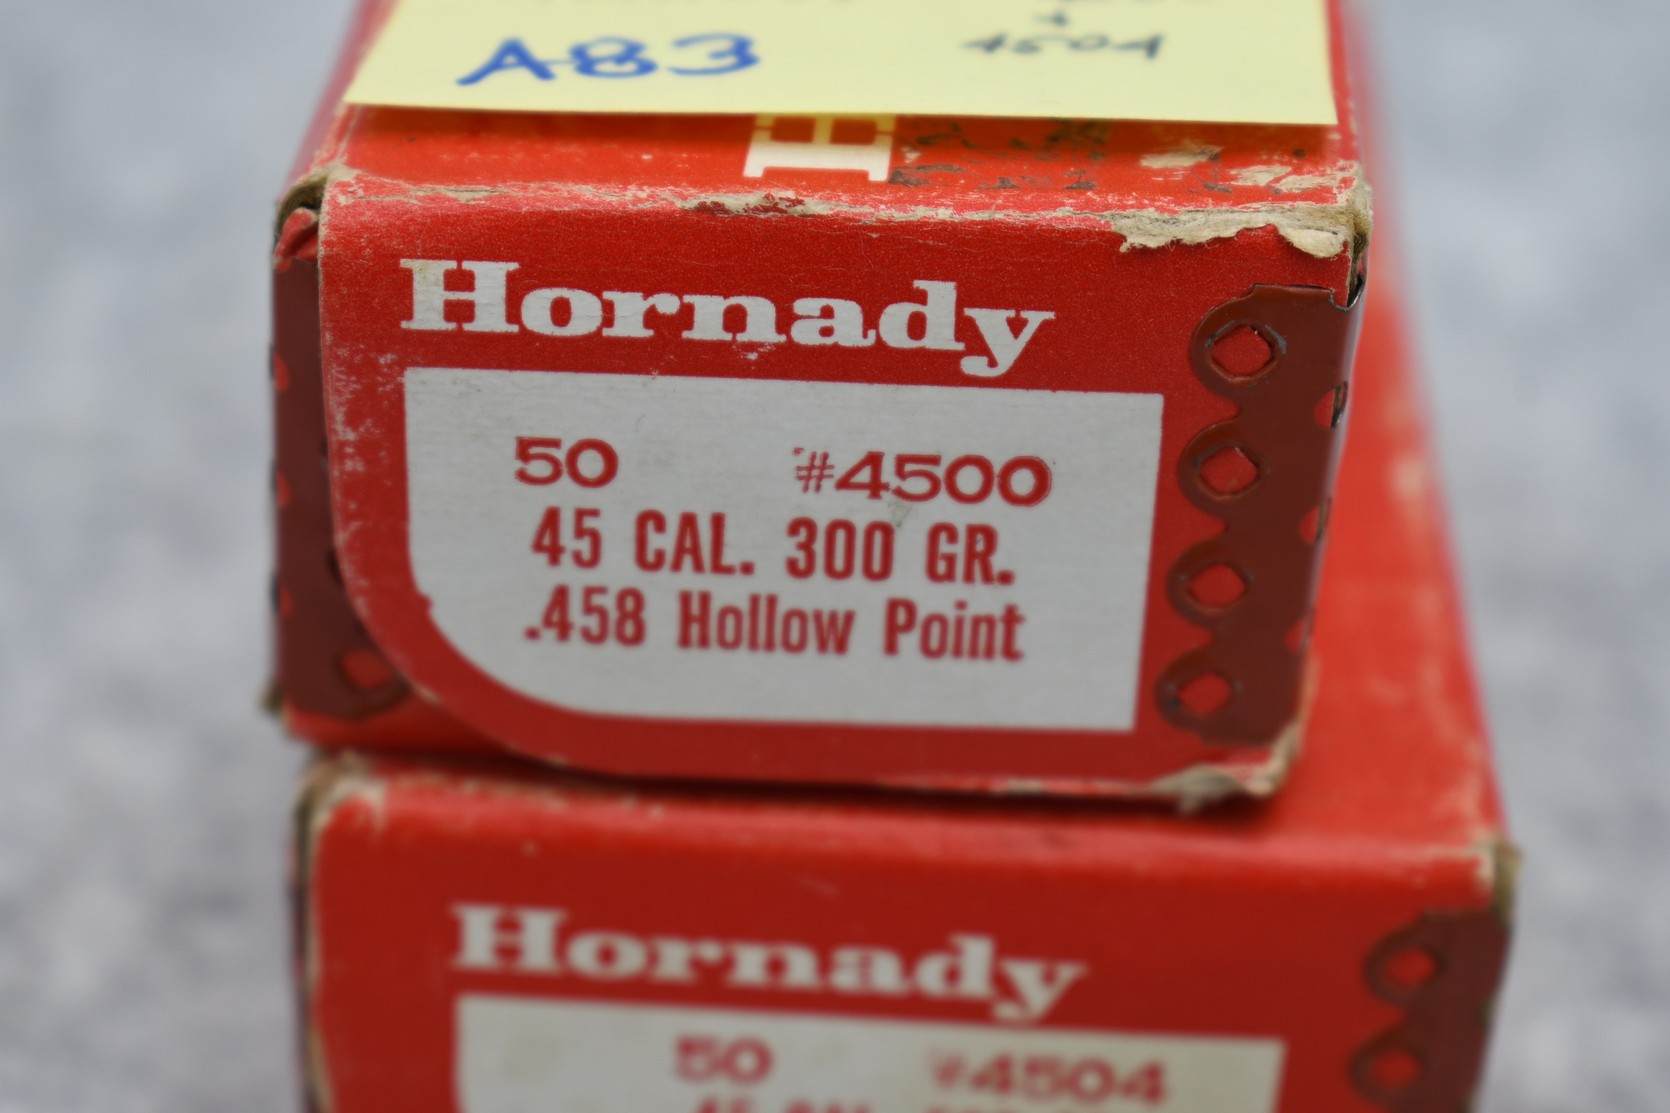 A83
4504
H
Hornady
50 #4500
45 CAL. 300 GR.
.458 Hollow Point
Hornady
50 #4504